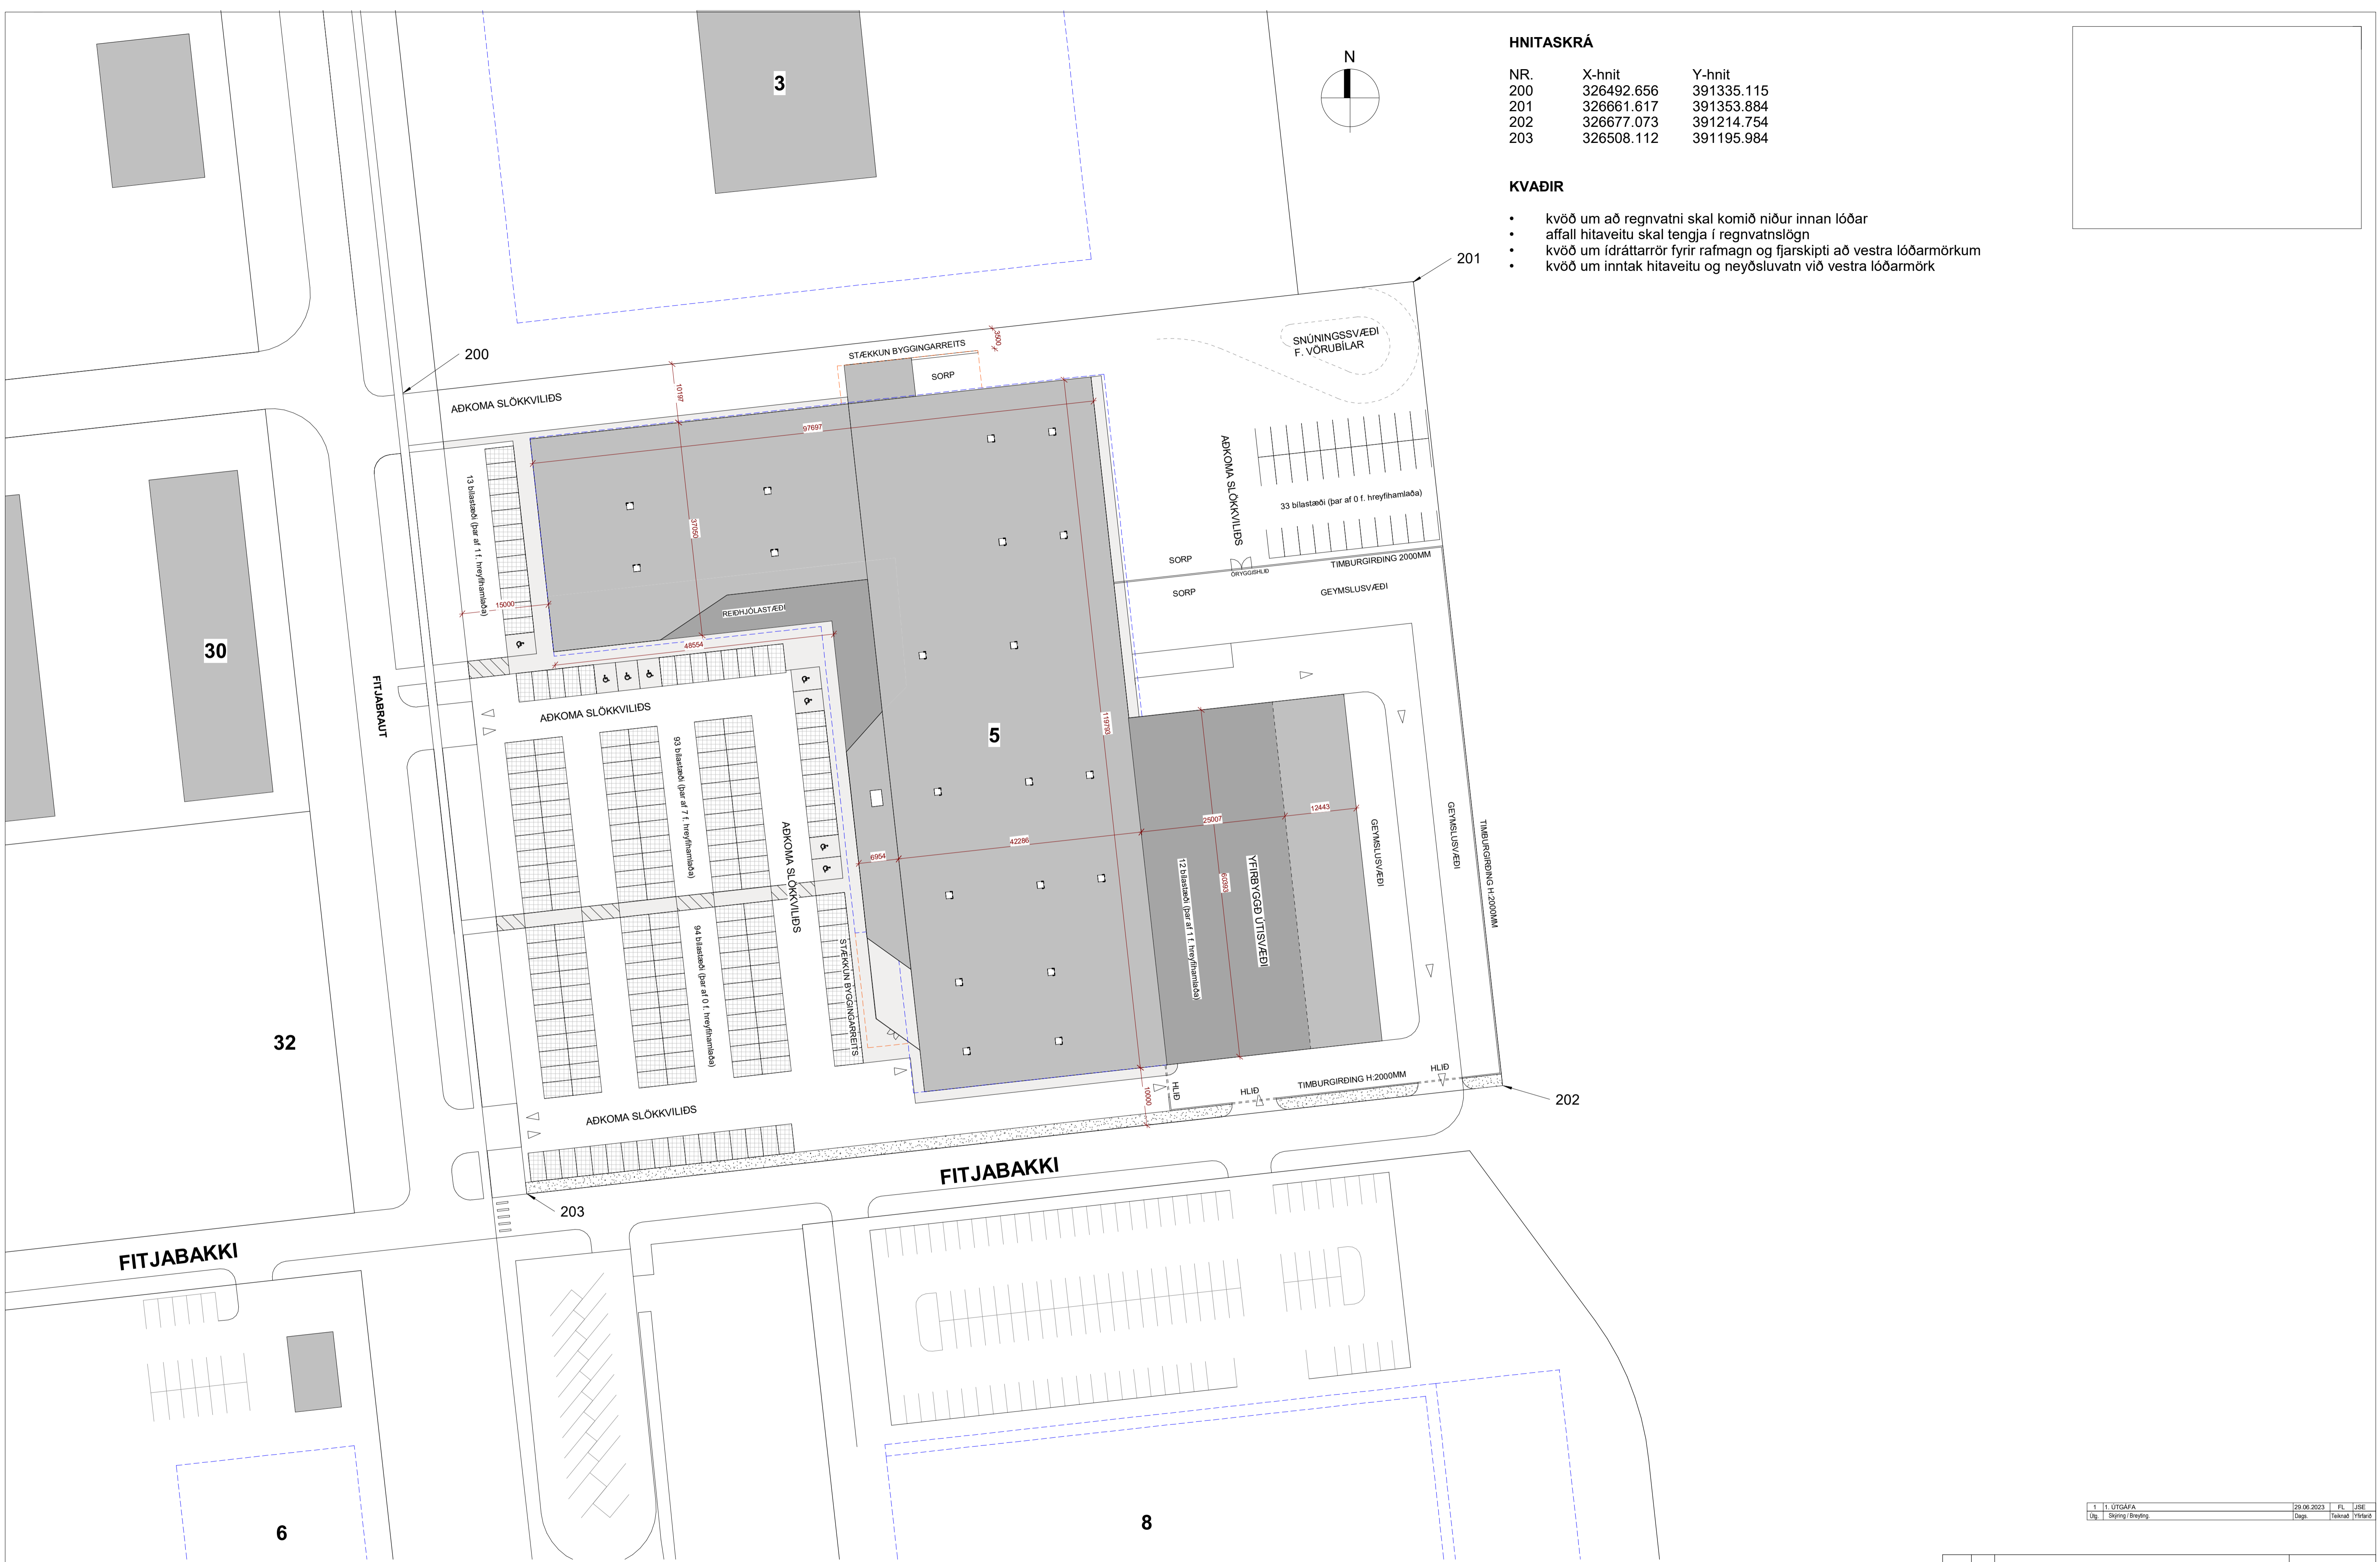 3
N
HNITASKRÁ
NR. X-hnit Y-hnit
200 326492.656 391335.115
201 326661.617 391353.884
202 326677.073 391214.754
203 326508.112 391195.984
KVAÐIR
• kvöð um að regnvatni skal komið niður innan lóðar
• affall hitaveitu skal tengja í regnvatnslögn
• kvöð um ídráttarrör fyrir rafmagn og fjarskipti að vestra lóðarmörkum
• kvöð um inntak hitaveitu og neyðsluvatn við vestra lóðarmörk
201
200
SNÚNINGSSVÆÐI
F. VÖRUBÍLAR
3500
STÆKKUN BYGGINGARREITS
SORP
10197
AÐKOMA SLÖKKVILIÐS
97697
AÐKOMA SLÖKKVILIÐS
33 bílastæði (þar af 0 f. hreyfihamlaða)
13 bílastæði (þar af 1 f. hreyfihamlaða)
37050
SORP
ÖRYGGISHLIÐ
TIMBURGIRÐING 2000MM
SORP
GEYMSLUSVÆÐI
15000
REIÐHJÓLASTÆÐI
48554
30
FITJABRAUT
AÐKOMA SLÖKKVILIÐS
5
119793
93 bílastæði (þar af 7 f. hreyfihamlaða)
AÐKOMA SLÖKKVILIÐS
6954
42286
25007
12443
60393
12 bílastæði (þar af 1 f. hreyfihamlaða)
YFIRBYGGÐ ÚTISVÆÐI
GEYMSLUSVÆÐI
GEYMSLUSVÆÐI
TIMBURGIRÐING H:2000MM
94 bílastæði (þar af 0 f. hreyfihamlaða)
STÆKKUN BYGGINGARREITS
32
AÐKOMA SLÖKKVILIÐS
10000
HLIÐ
HLIÐ
TIMBURGIRÐING H:2000MM
HLIÐ
202
FITJABAKKI
203
FITJABAKKI
6
8
1 1. ÚTGÁFA 29.06.2023 FL JSE
Útg. Skýring / Breyting. Dags. Teiknað Yfirfarið